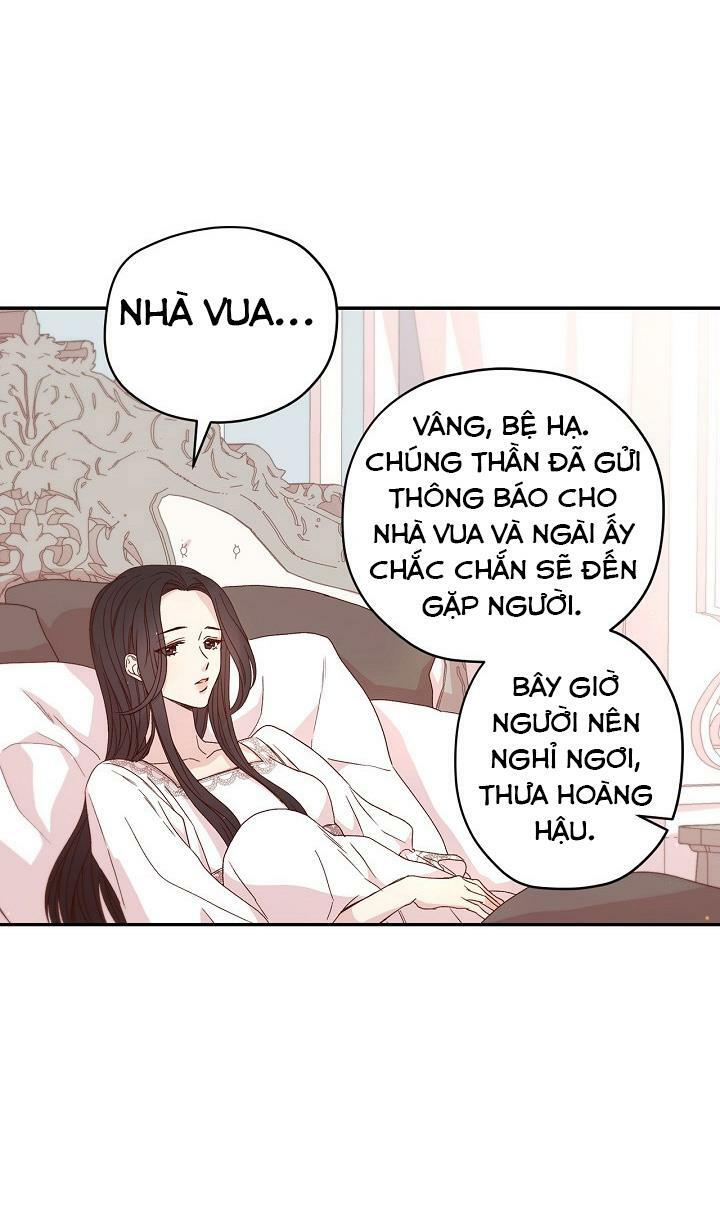 NHÀ VUA...
VÂNG, BỆ HẠ.
CHÚNG THẦN ĐÃ GỬI
THÔNG BÁO CHO
NHÀ VUA VÀ NGÀI ẤY
CHẮC CHẮN SẼ ĐẾN
GẶP NGƯỜI.
BÂY GIỜ
NGƯỜI NÊN
NGHỈ NGƠI,
THƯA HOÀNG
HẬU.